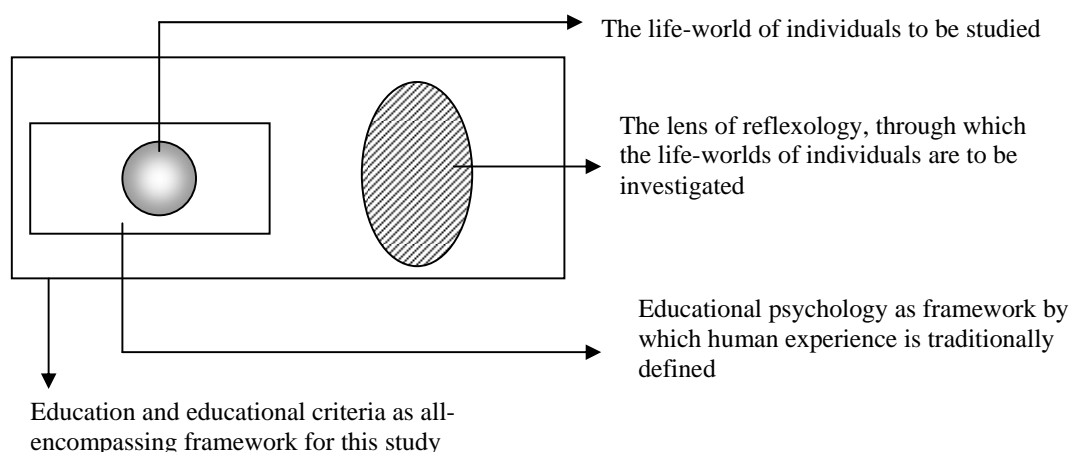 The life-world of individuals to be studied
The lens of reflexology, through which
the life-worlds of individuals are to be
investigated
Educational psychology as framework by
which human experience is traditionally
defined
Education and educational criteria as all-
encompassing framework for this study